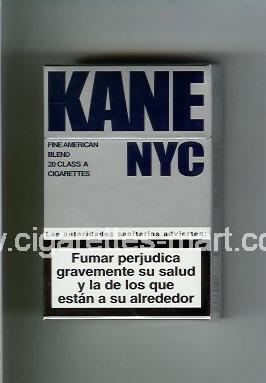 KANE
FINE AMERICAN
BLEND
20 CLASS A
CIGARETTES
NYC
Las autoridades sanitarias advierten:
www.cigarettes-mart.com
Fumar perjudica
gravemente su salud
y la de los que
están a su alrededor